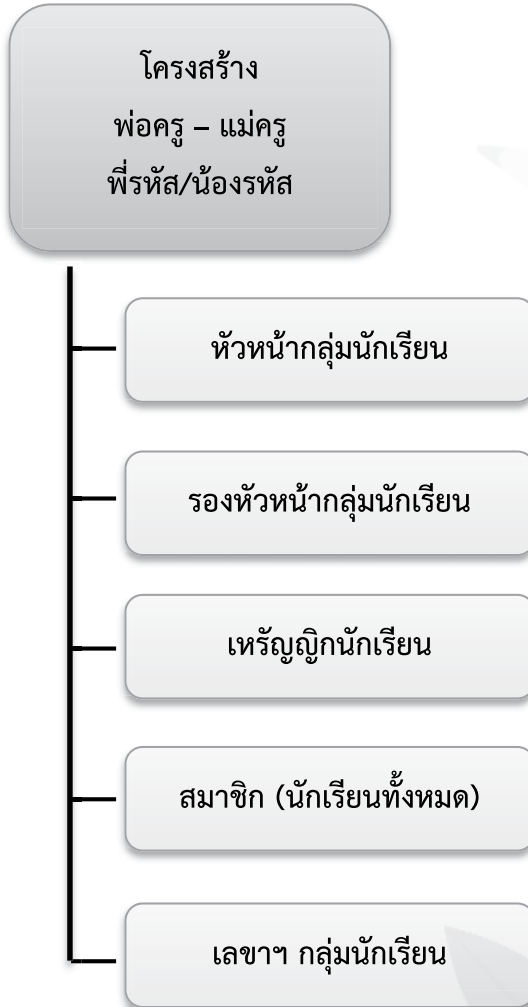 โครงสร้าง
พ่อครู – แม่ครู
พี่รหัส/น้องรหัส
หัวหน้ากลุ่มนักเรียน
รองหัวหน้ากลุ่มนักเรียน
เหรัญญิกนักเรียน
สมาชิก (นักเรียนทั้งหมด)
เลขาฯ กลุ่มนักเรียน